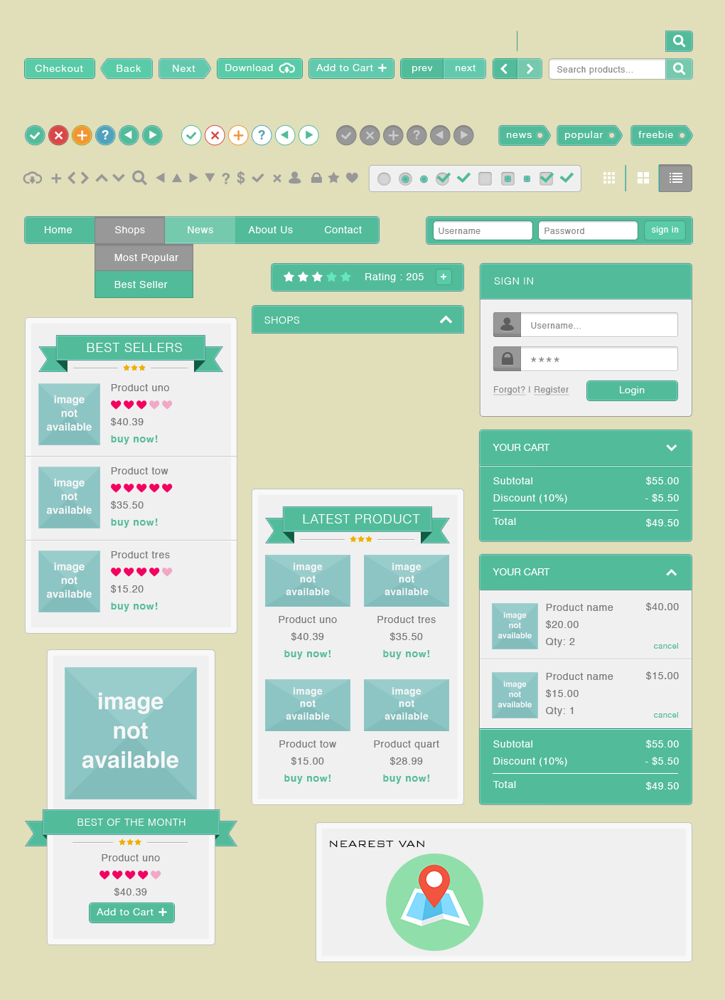 Checkout Back Next Download Add to Cart prev next Search products...
news popular freebie
Home Shops News About Us Contact Username Password sign in
Most Popular
Best Seller
Rating : 205
SIGN IN
SHOPS
Username...
****
Forgot? | Register Login
BEST SELLERS
Product uno
$40.39
buy now!
image
not
available
Product tow
$35.50
buy now!
image
not
available
Product tres
$15.20
buy now!
image
not
available
YOUR CART
Subtotal $55.00
Discount (10%) - $5.50
Total $49.50
LATEST PRODUCT
image
not
available
Product uno
$40.39
buy now!
image
not
available
Product tres
$35.50
buy now!
image
not
available
Product tow
$15.00
buy now!
image
not
available
Product quart
$28.99
buy now!
YOUR CART
image
not
available
Product name $40.00
$20.00
Qty: 2
cancel
image
not
available
Product name $15.00
$15.00
Qty: 1
cancel
Subtotal $55.00
Discount (10%) - $5.50
Total $49.50
image
not
available
BEST OF THE MONTH
Product uno
$40.39
Add to Cart
NEAREST VAN